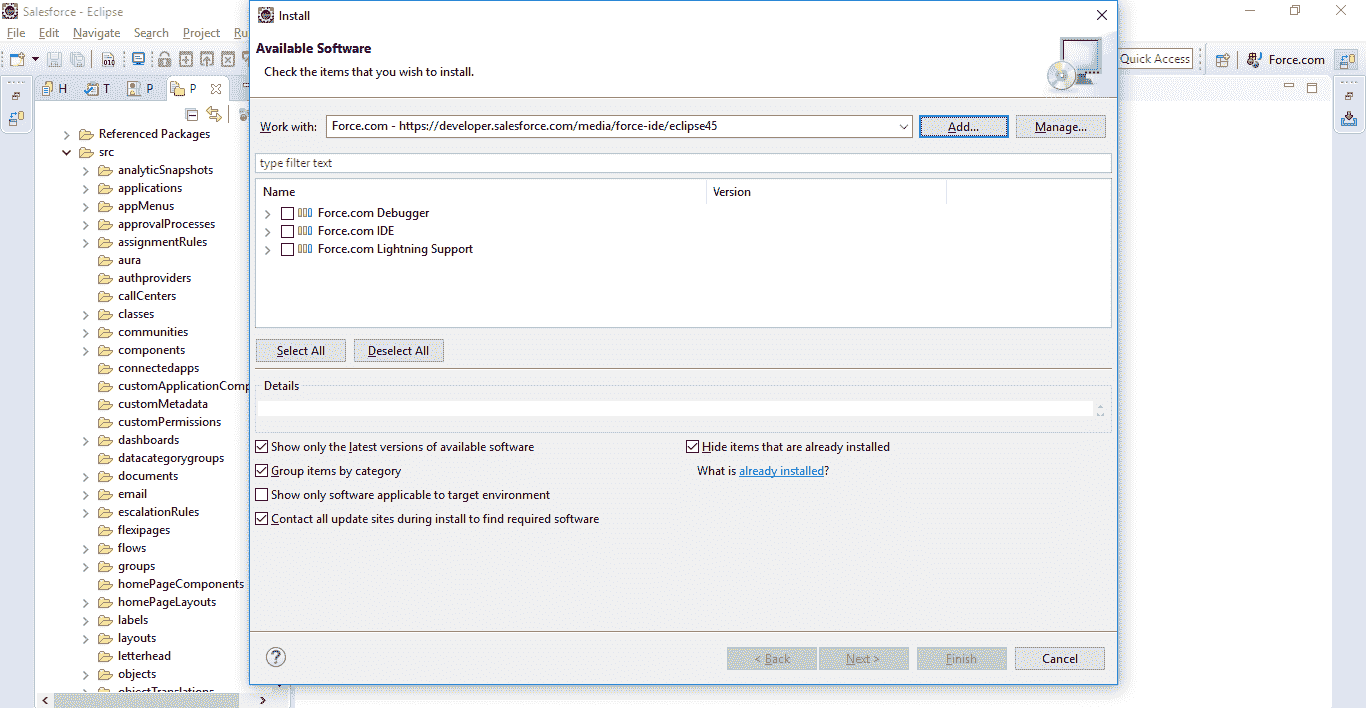 Salesforce - Eclipse
File Edit Navigate Search Project Ru
Quick Access
Force.com
H T P P
Referenced Packages
src
analyticSnapshots
applications
appMenus
approvalProcesses
assignmentRules
aura
authproviders
callCenters
classes
communities
components
connectedapps
customApplicationComp
customMetadata
customPermissions
dashboards
datacategorygroups
documents
email
escalationRules
flexipages
flows
groups
homePageComponents
homePageLayouts
labels
layouts
letterhead
objects
objectTranslations
Install
Available Software
Check the items that you wish to install.
Work with: Force.com - https://developer.salesforce.com/media/force-ide/eclipse45 Add... Manage...
type filter text
Name Version
Force.com Debugger
Force.com IDE
Force.com Lightning Support
Select All Deselect All
Details
Show only the latest versions of available software Hide items that are already installed
Group items by category What is already installed?
Show only software applicable to target environment
Contact all update sites during install to find required software
? < Back Next > Finish Cancel